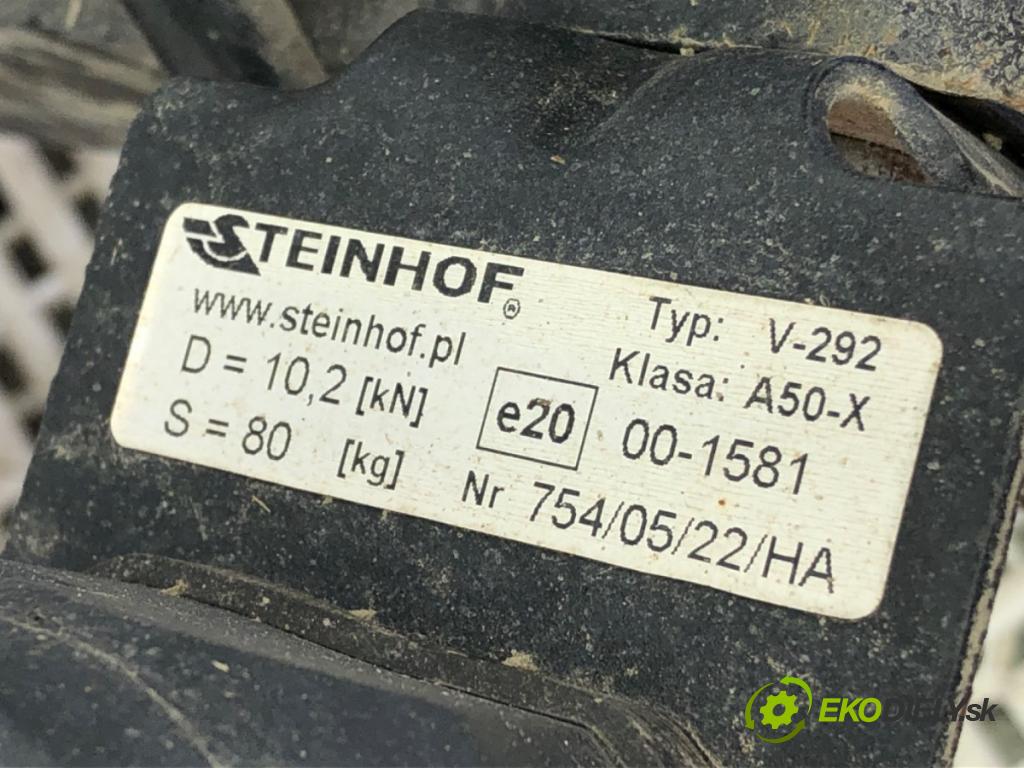 STEINHOF®
www.steinhof.pl
D = 10,2 [kN]
S = 80 [kg]
e20
Typ: V-292
Klasa: A50-X
00-1581
Nr 754/05/22/HA
EKODIELY.sk